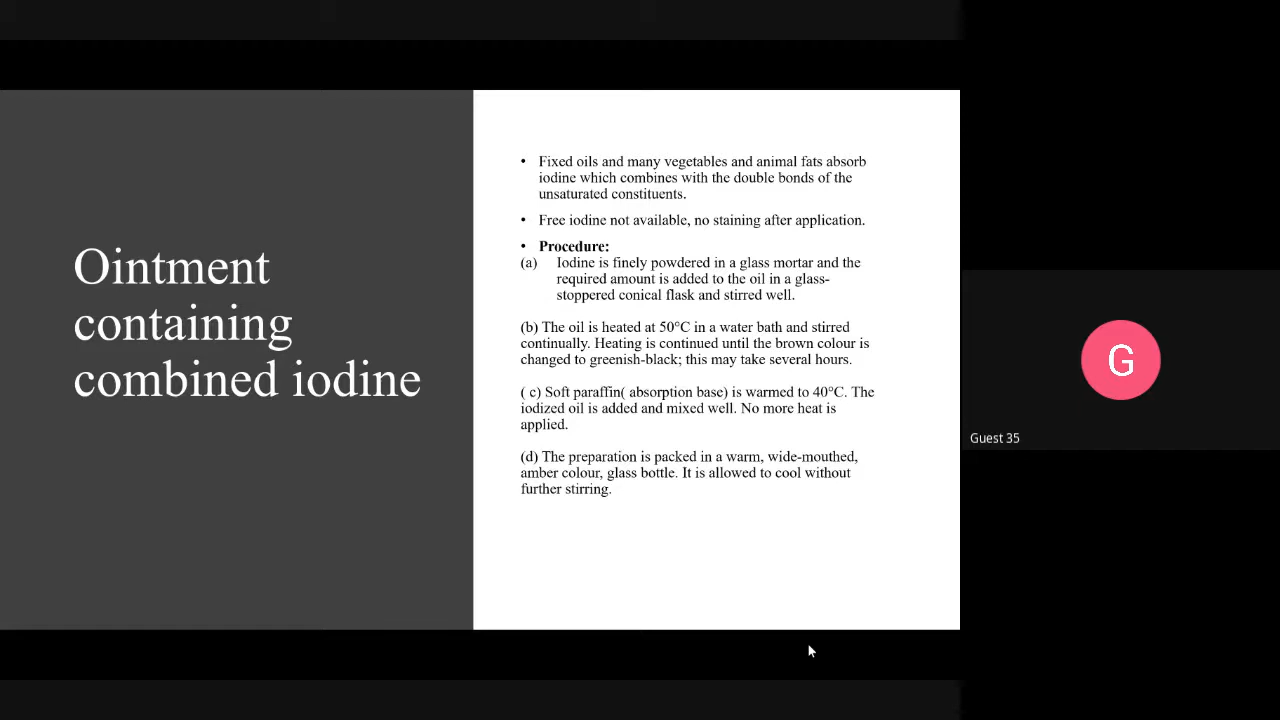 Ointment
containing
combined iodine
• Fixed oils and many vegetables and animal fats absorb
iodine which combines with the double bonds of the
unsaturated constituents.
• Free iodine not available, no staining after application.
• Procedure:
(a) Iodine is finely powdered in a glass mortar and the
required amount is added to the oil in a glass-
stoppered conical flask and stirred well.
(b) The oil is heated at 50°C in a water bath and stirred
continually. Heating is continued until the brown colour is
changed to greenish-black; this may take several hours.
( c) Soft paraffin( absorption base) is warmed to 40°C. The
iodized oil is added and mixed well. No more heat is
applied.
(d) The preparation is packed in a warm, wide-mouthed,
amber colour, glass bottle. It is allowed to cool without
further stirring.
G
Guest 35